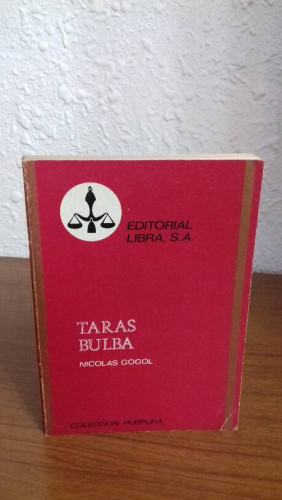 EDITORIAL
LIBRA, S.A.
TARAS
BULBA
NICOLAS GOGOL
COLECCION PURPURA